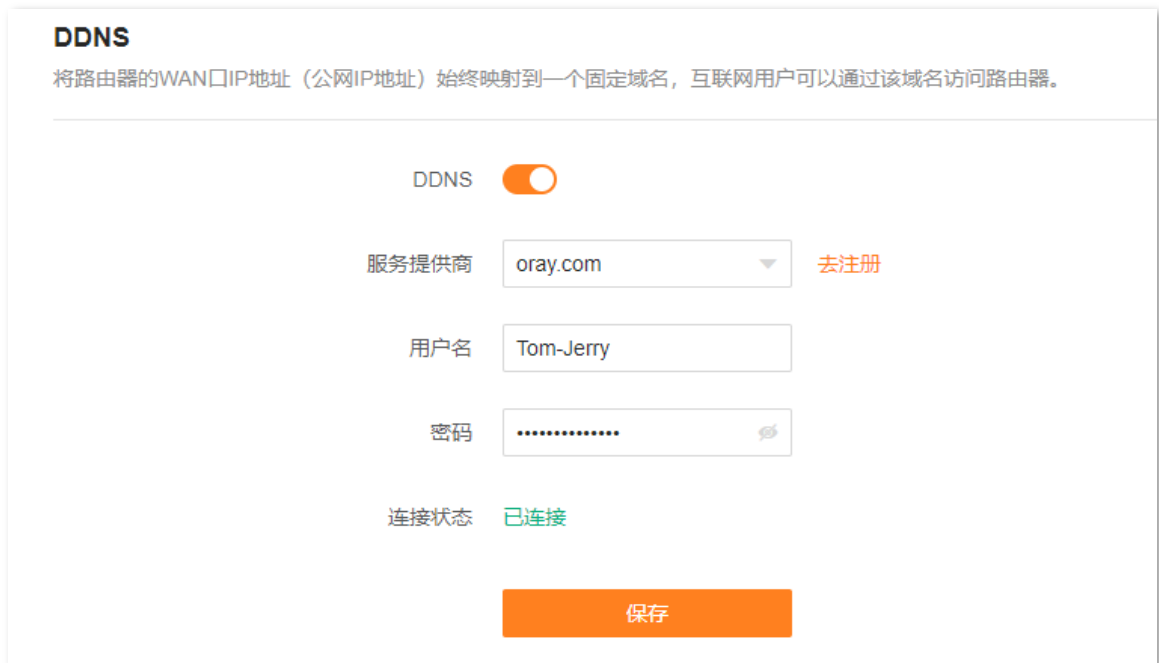 DDNS
将路由器的WAN口IP地址（公网IP地址）始终映射到一个固定域名，互联网用户可以通过该域名访问路由器。
DDNS
服务提供商 oray.com 去注册
用户名 Tom-Jerry
密码 ••••••••••••••
连接状态 已连接
保存